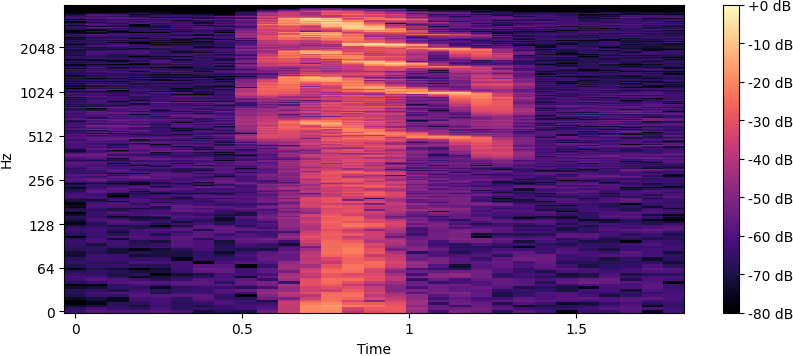 +0 dB
2048
-10 dB
1024
-20 dB
512
-30 dB
Hz
256
-40 dB
128
-50 dB
64
-60 dB
0
-70 dB
0 0.5 1 1.5
-80 dB
Time